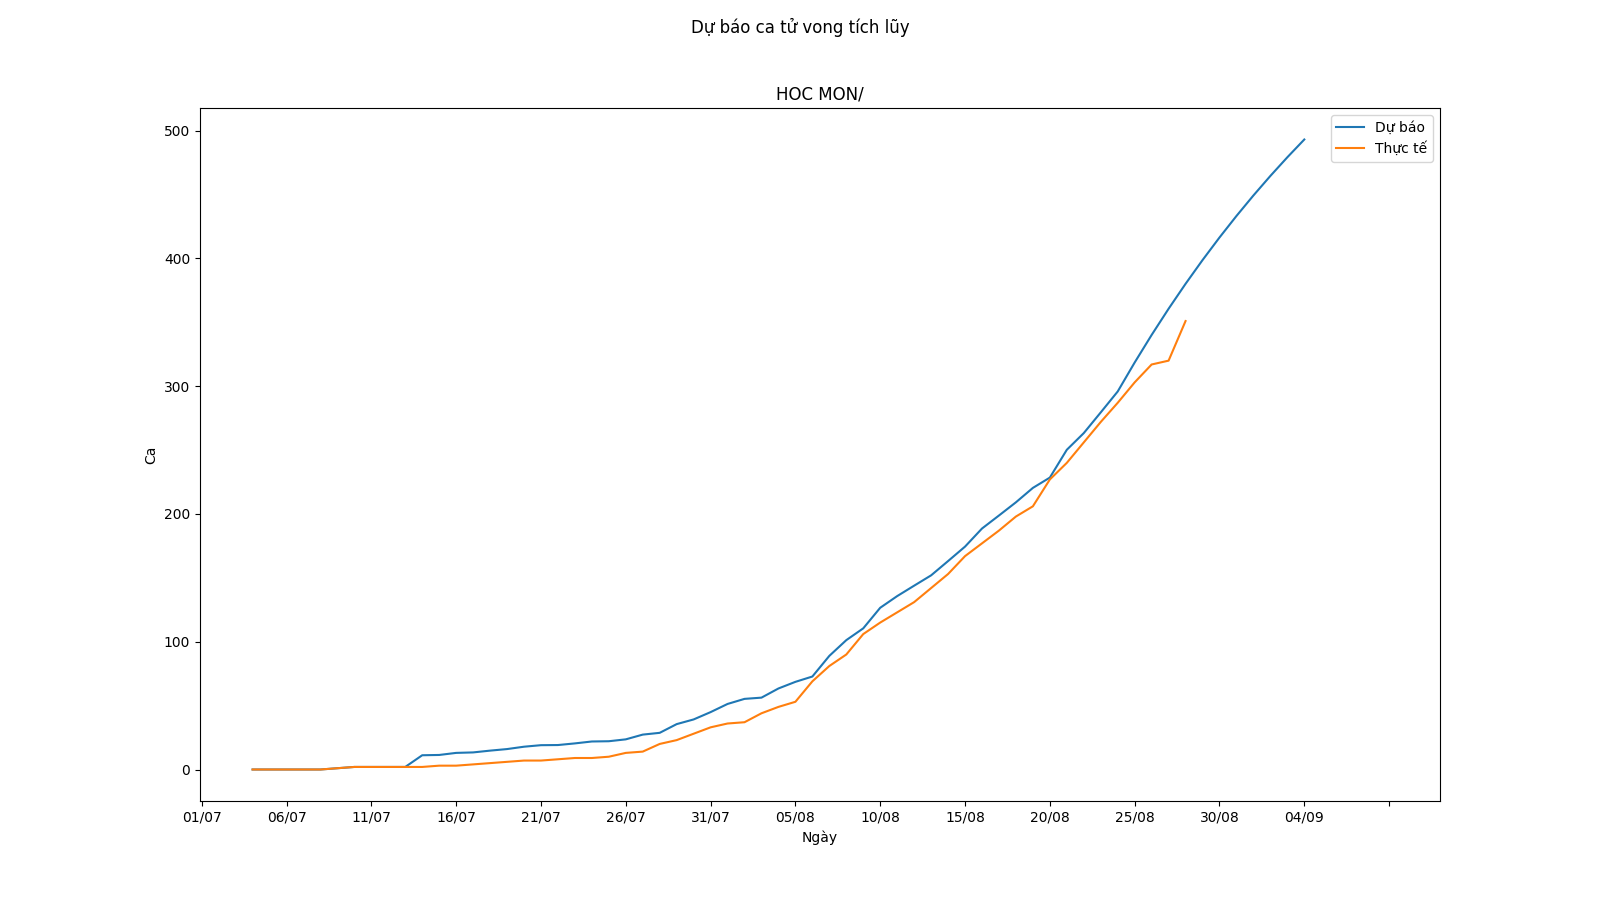 Dự báo ca tử vong tích lũy
HOC MON/
Dự báo
Thực tế
500
400
300
200
100
0
Ca
01/07 06/07 11/07 16/07 21/07 26/07 31/07 05/08 10/08 15/08 20/08 25/08 30/08 04/09
Ngày